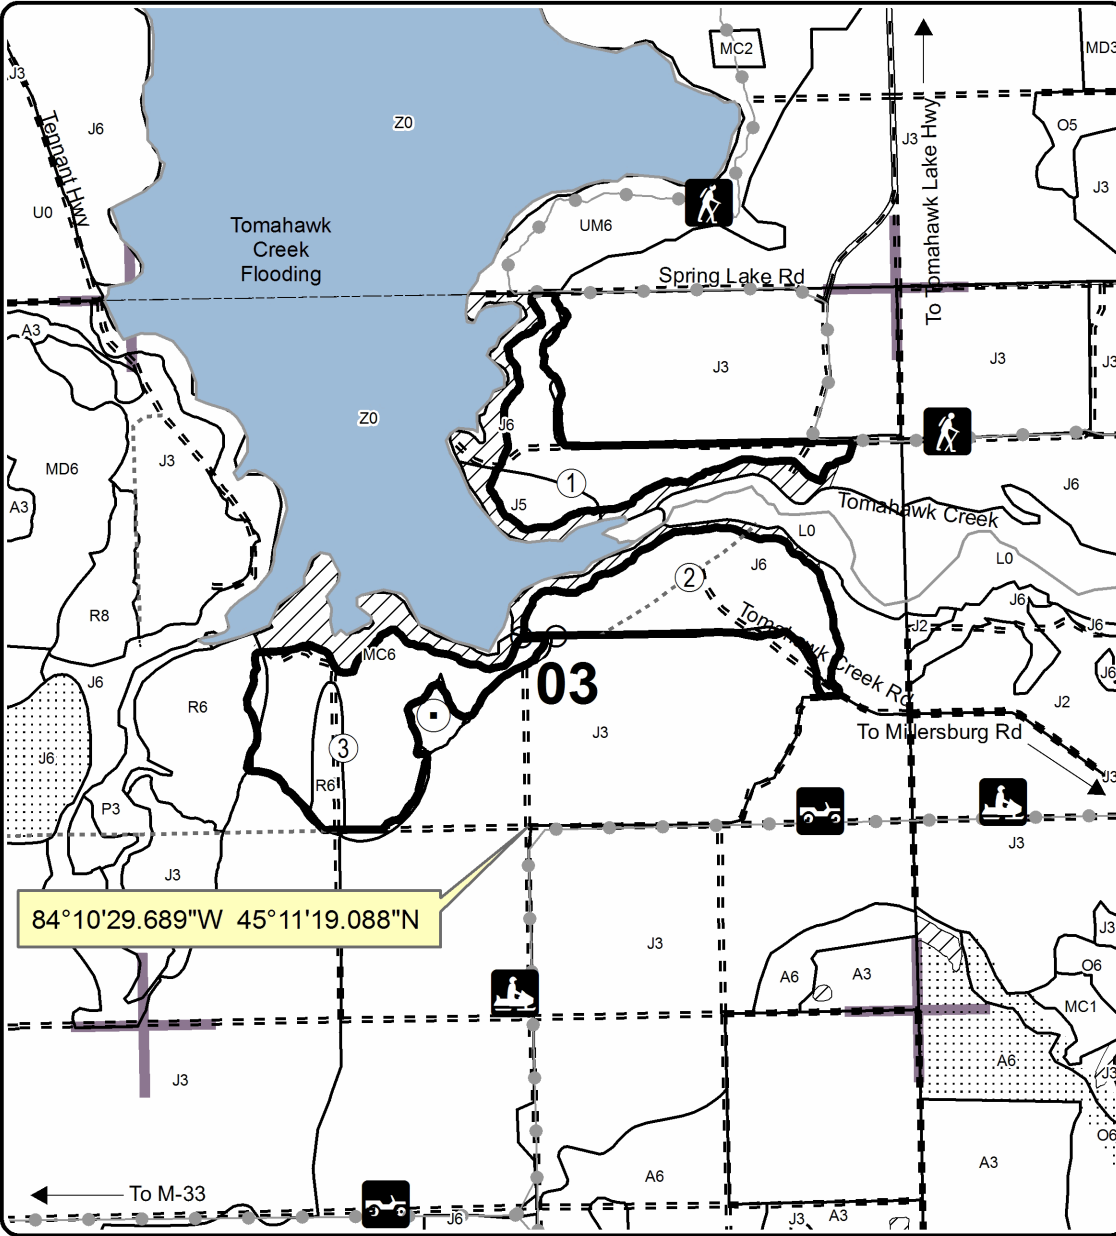 MC2
MD3
J3
J6
Z0
Tennant Hwy
J3
To Tomahawk Lake Hwy
O5
J3
U0
Tomahawk
Creek
Flooding
UM6
Spring Lake Rd
A3
J3
J3
J3
Z0
J6
MD6
J3
A3
1
J5
J6
Tomahawk Creek
L0
L0
J6
2
R8
J6
J2
J6
Tomahawk Creek Rd
MC6
J6
J6
03
R6
J2
J3
To Millersburg Rd
3
J6
R6
J3
P3
J3
J3
84°10'29.689"W 45°11'19.088"N
J3
J3
A6
A3
O6
MC1
A6
J3
J3
O6
A3
A6
To M-33
J6
J3
A3